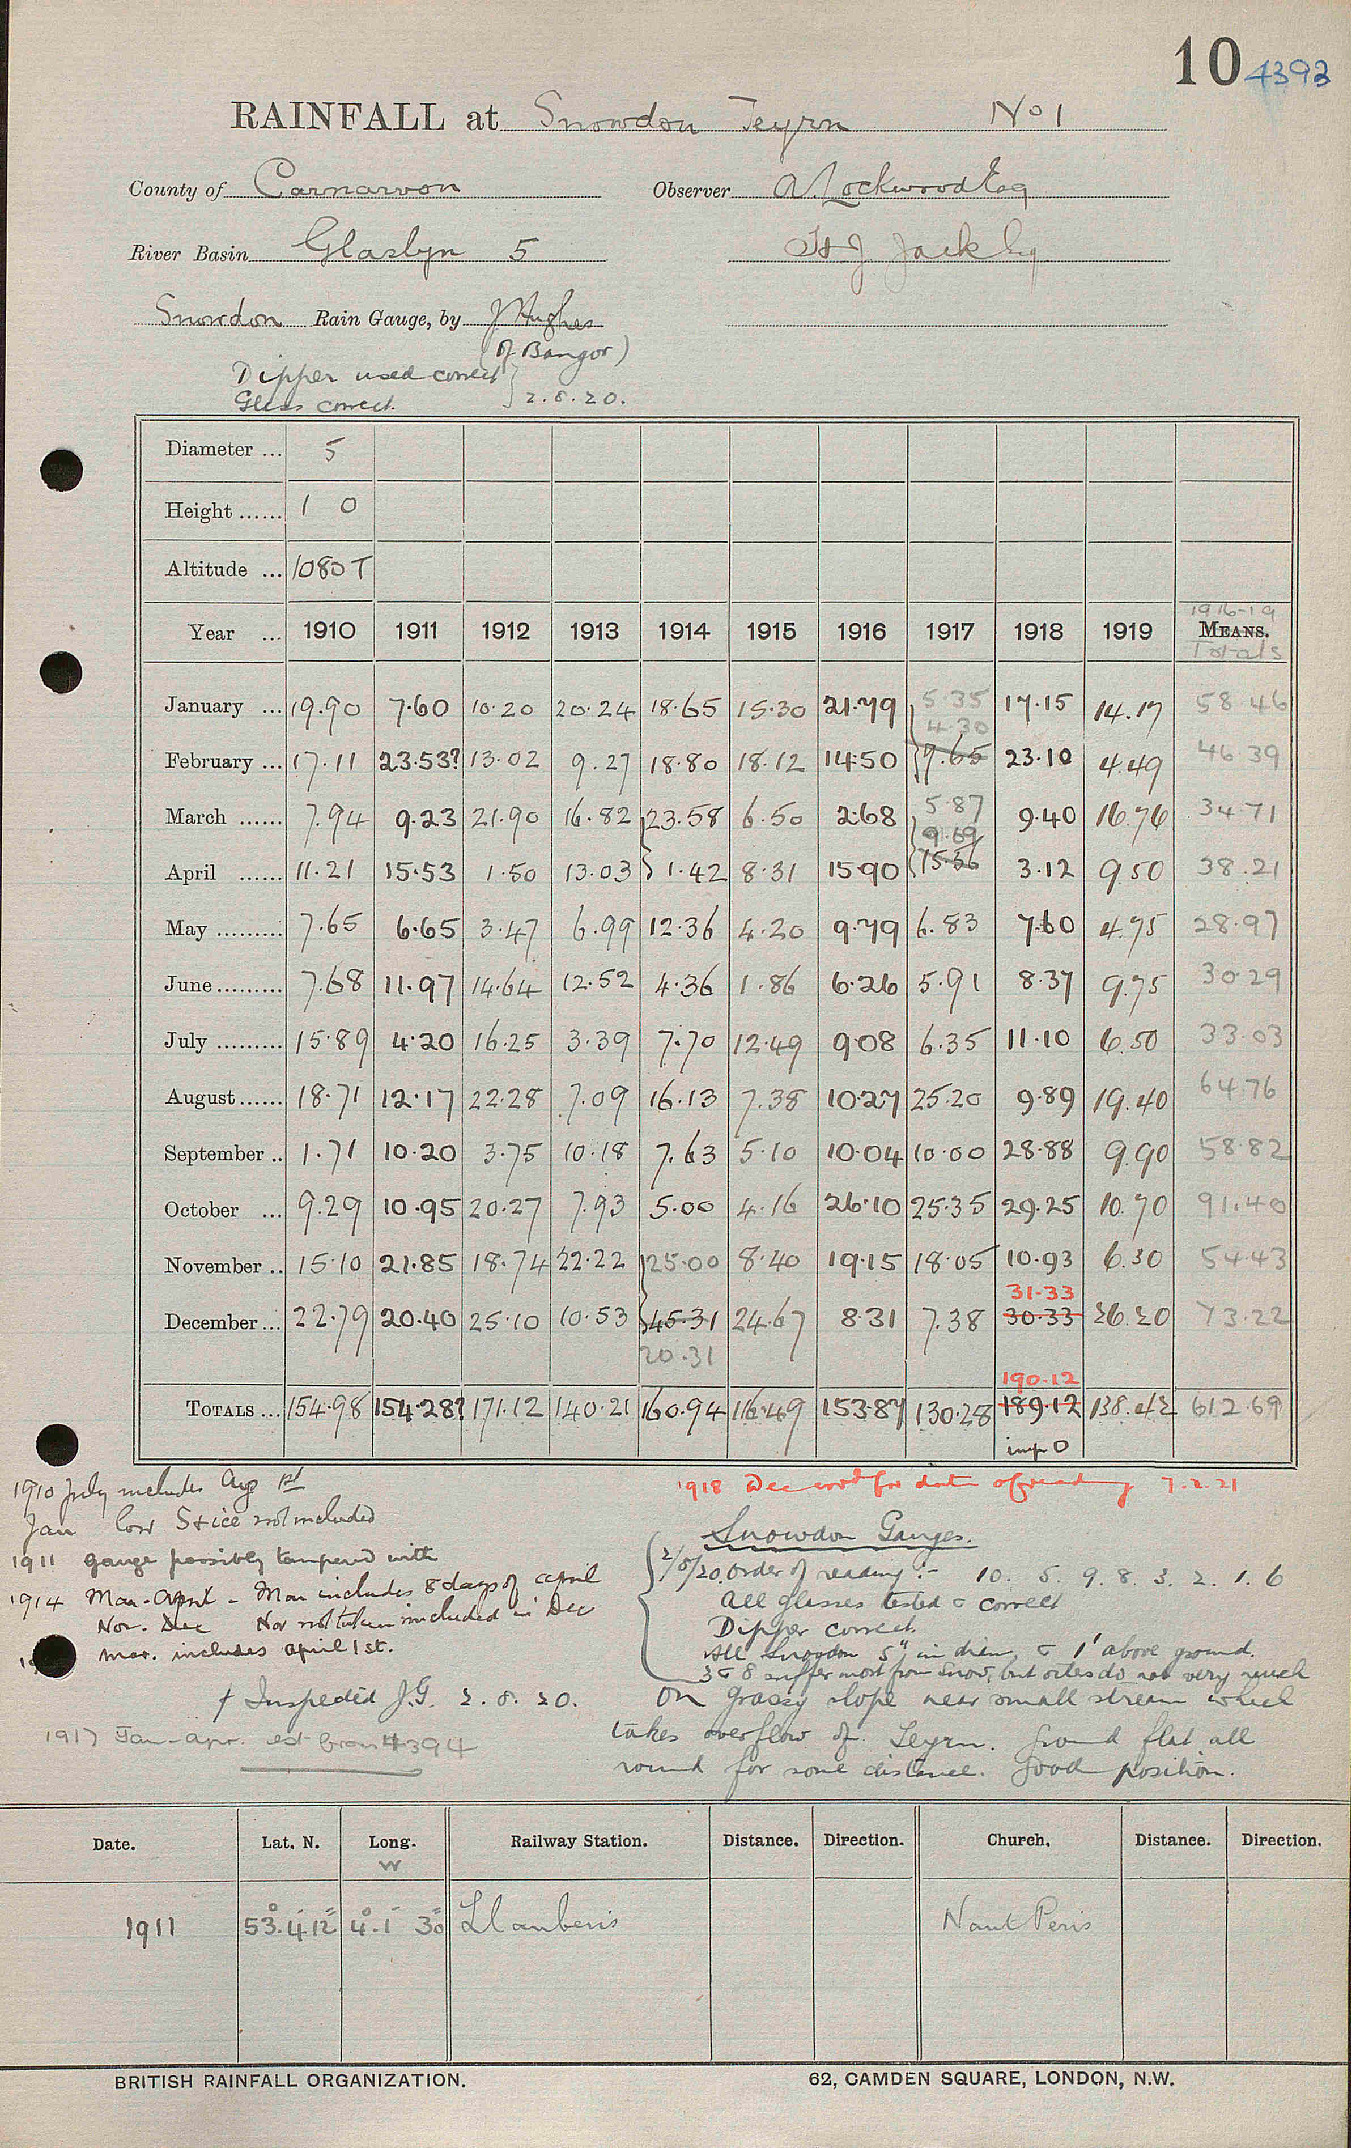 10 4393
RAINFALL at Snowdon Teyrn No 1
County of Carnarvon Observer A Lockwood Esq
River Basin Glaslyn 5 H J Jack Esq
Snowdon Rain Gauge, by J Hughes
(of Bangor)
Dipper used correct
Glass correct. } 2.8.20.
Diameter ... 5
Height ...... 1 0
Altitude ... 1080 T
Year ... 1910 1911 1912 1913 1914 1915 1916 1917 1918 1919 1916-19 MEANS. Totals
January ... 19.90 7.60 10.20 20.24 18.65 15.30 21.79 5.35 17.15 14.17 58.46
4.30
February ... 17.11 23.53? 13.02 9.27 18.80 18.12 14.50 9.65 23.10 4.49 46.39
March ...... 7.94 9.23 21.90 16.82 23.58 6.50 2.68 5.87 9.40 16.76 34.71
9.69
April ...... 11.21 15.53 1.50 13.03 1.42 8.31 15.90 15.56 3.12 9.50 38.21
May ......... 7.65 6.65 3.47 6.99 12.36 4.20 9.79 6.83 7.60 4.75 28.97
June ......... 7.68 11.97 14.64 12.52 4.36 1.86 6.26 5.91 8.37 9.75 30.29
July ......... 15.89 4.20 16.25 3.39 7.70 12.49 9.08 6.35 11.10 6.50 33.03
August ...... 18.71 12.17 22.28 7.09 16.13 7.38 10.27 25.20 9.89 19.40 64.76
September .. 1.71 10.20 3.75 10.18 7.63 5.10 10.04 10.00 28.88 9.90 58.82
October ... 9.29 10.95 20.27 7.93 5.00 4.16 26.10 25.35 29.25 10.70 91.40
November .. 15.10 21.85 18.74 22.22 25.00 8.40 19.15 18.05 10.93 6.30 54.43
31.33
December ... 22.79 20.40 25.10 10.53 45.31 24.67 8.31 7.38 30.33 26.20 73.22
20.31
190.12
TOTALS ... 154.98 154.28? 171.12 140.21 160.94 116.49 153.87 130.28 189.12 138.42 612.69
1910 July includes Aug 1st
Jan low S & ice not included
1911 gauge possibly tampered with
1914 Mar-April - Mar includes 8 days of april
Nov. Dec Nov not taken included in Dec
mar. includes april 1st.
† Inspected J.G. 2.8.20.
1917 Jan-apr. est from 4394
1918 Dec for date of reading 7.2.21
Snowdon Gauges.
2/8/20 Order of reading :- 10. 5. 9. 8. 3. 2. 1. 6
All glasses tested & correct
Dipper correct.
All Snowdon 5" in diam. & 1' above ground.
3 & 8 suffer most from Snow, but others do not very much
On grassy slope near small stream which
takes overflow of Teyrn. Ground flat all
round for some distance. Good position.
Date. Lat. N. Long. W Railway Station. Distance. Direction. Church. Distance. Direction.
1911 53° 4' 12" 4° 1' 30" Llanberis Nant Peris
BRITISH RAINFALL ORGANIZATION. 62, CAMDEN SQUARE, LONDON, N.W.